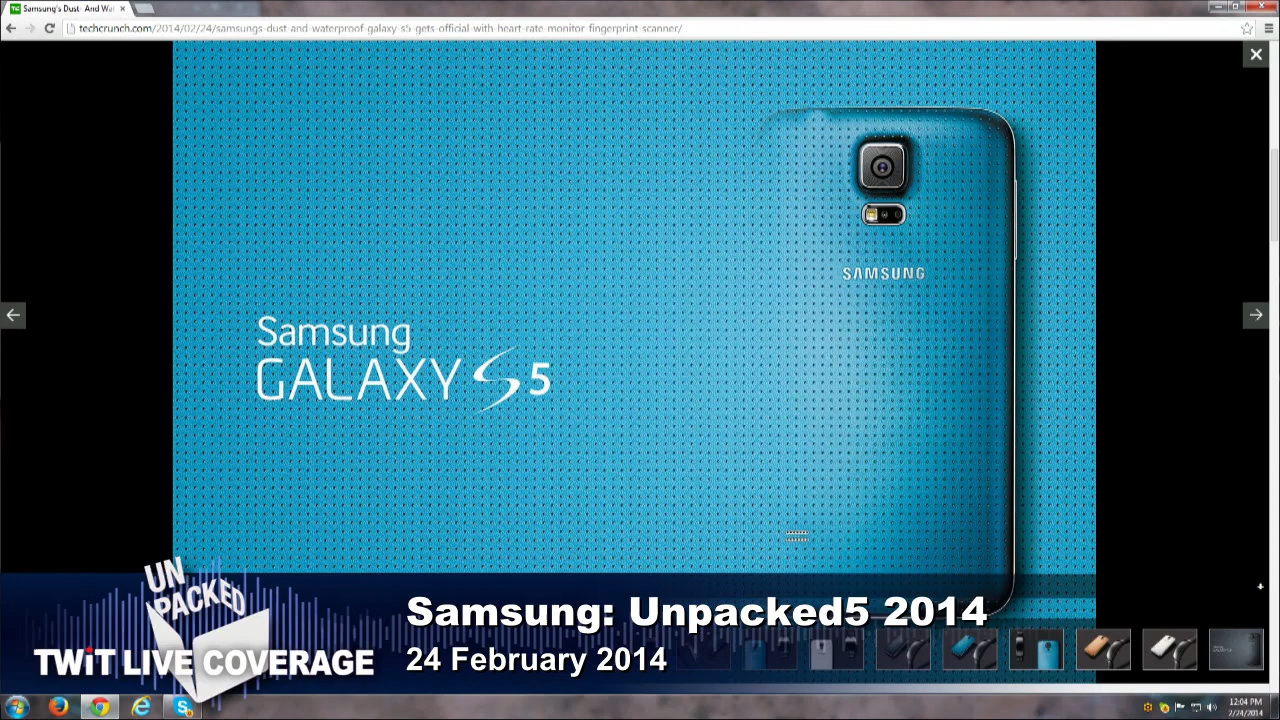 Samsung's Dust- And Wat
techcrunch.com/2014/02/24/samsungs-dust-and-waterproof-galaxy-s5-gets-official-with-heart-rate-monitor-fingerprint-scanner/
SAMSUNG
Samsung
GALAXY S5
UN
PACKED
TWiT LIVE COVERAGE
Samsung: Unpacked5 2014
24 February 2014
12:04 PM
2/24/2014